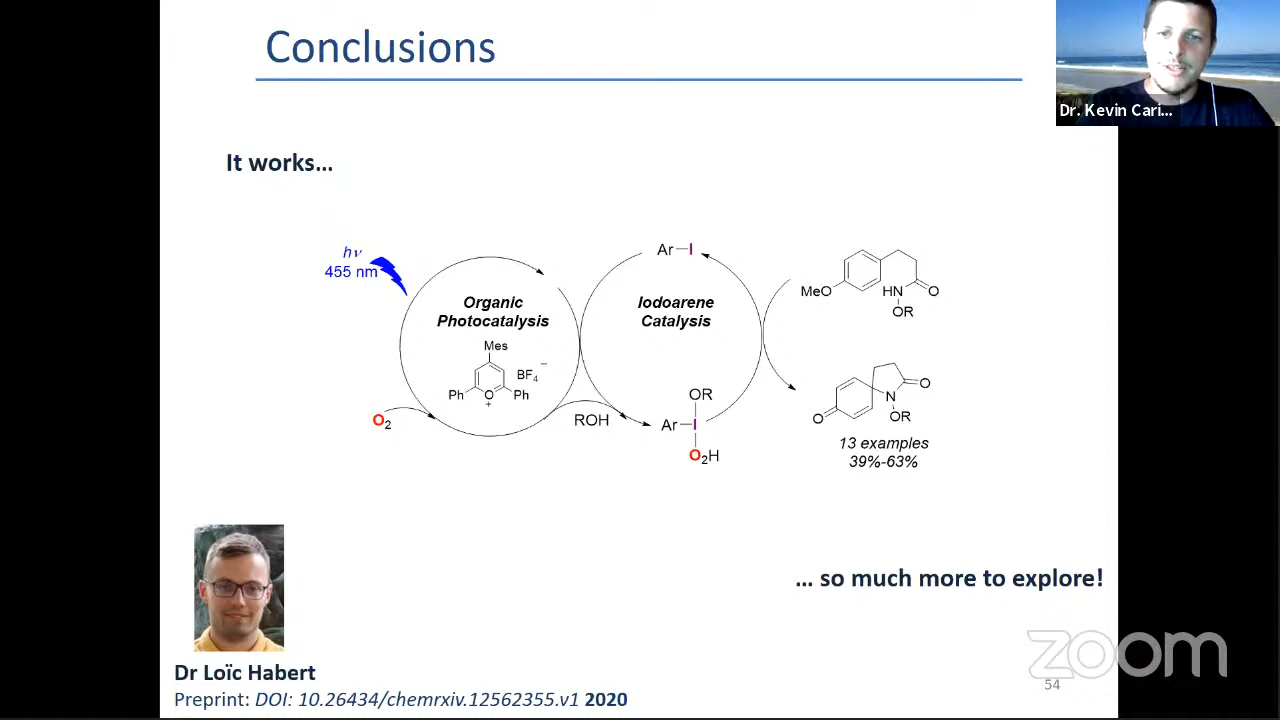 Conclusions
Dr. Kevin Cari...
It works...
hν
455 nm
Ar—I
Organic
Photocatalysis
Iodoarene
Catalysis
MeO
HN
O
OR
Mes
BF4 −
Ph
O
+
Ph
O2
ROH
OR
Ar—I
O2H
O
N
O
OR
13 examples
39%-63%
... so much more to explore!
zoom
54
Dr Loïc Habert
Preprint: DOI: 10.26434/chemrxiv.12562355.v1 2020